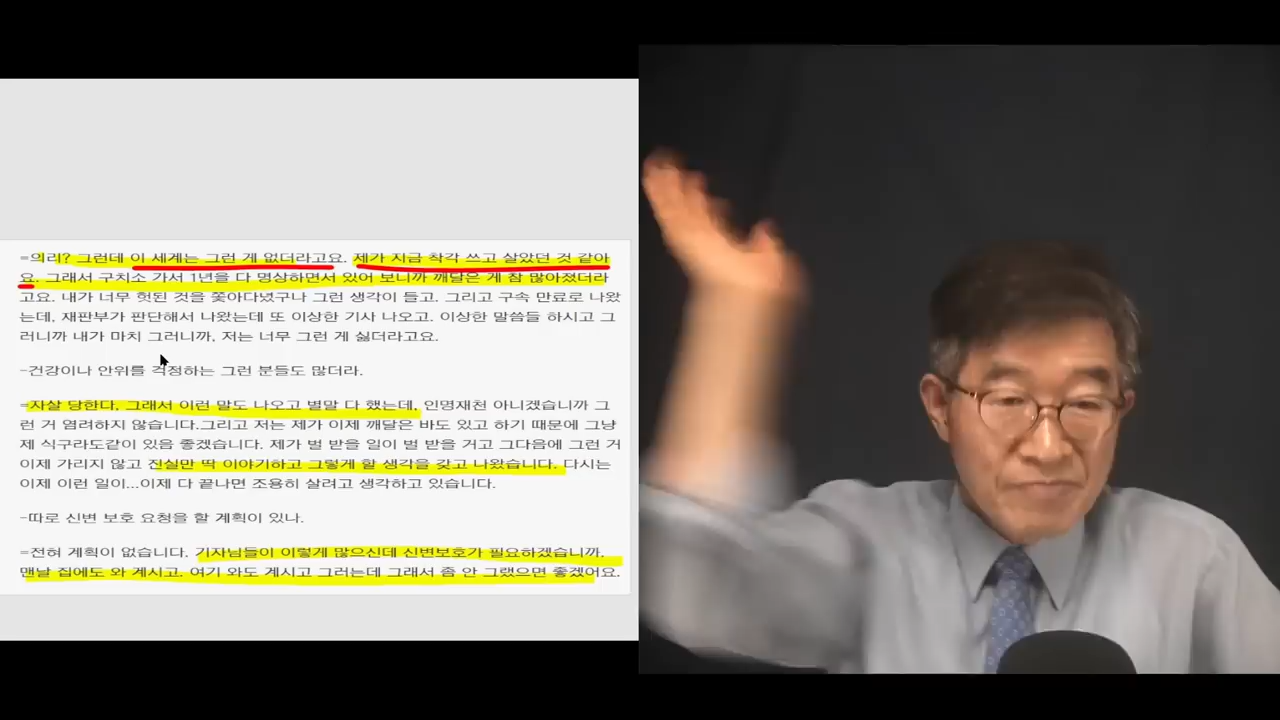 =의리? 그런데 이 세계는 그런 게 없더라고요. 제가 지금 착각 쓰고 살았던 것 같아
요. 그래서 구치소 가서 1년을 다 명상하면서 있어 보니까 깨달은 게 참 많아졌더라
고요. 내가 너무 헛된 것을 쫓아다녔구나 그런 생각이 들고. 그리고 구속 만료로 나왔
는데, 재판부가 판단해서 나왔는데 또 이상한 기사 나오고. 이상한 말씀들 하시고 그
러니까 내가 마치 그러니까, 저는 너무 그런 게 싫더라고요.
-건강이나 안위를 걱정하는 그런 분들도 많더라.
=자살 당한다, 그래서 이런 말도 나오고 별말 다 했는데, 인명재천 아니겠습니까 그
런 거 염려하지 않습니다.그리고 저는 제가 이제 깨달은 바도 있고 하기 때문에 그냥
제 식구라도같이 있음 좋겠습니다. 제가 벌 받을 일이 벌 받을 거고 그다음에 그런 거
이제 가리지 않고 진실만 딱 이야기하고 그렇게 할 생각을 갖고 나왔습니다. 다시는
이제 이런 일이...이제 다 끝나면 조용히 살려고 생각하고 있습니다.
-따로 신변 보호 요청을 할 계획이 있나.
=전혀 계획이 없습니다. 기자님들이 이렇게 많으신데 신변보호가 필요하겠습니까.
맨날 집에도 와 계시고. 여기 와도 계시고 그러는데 그래서 좀 안 그랬으면 좋겠어요.